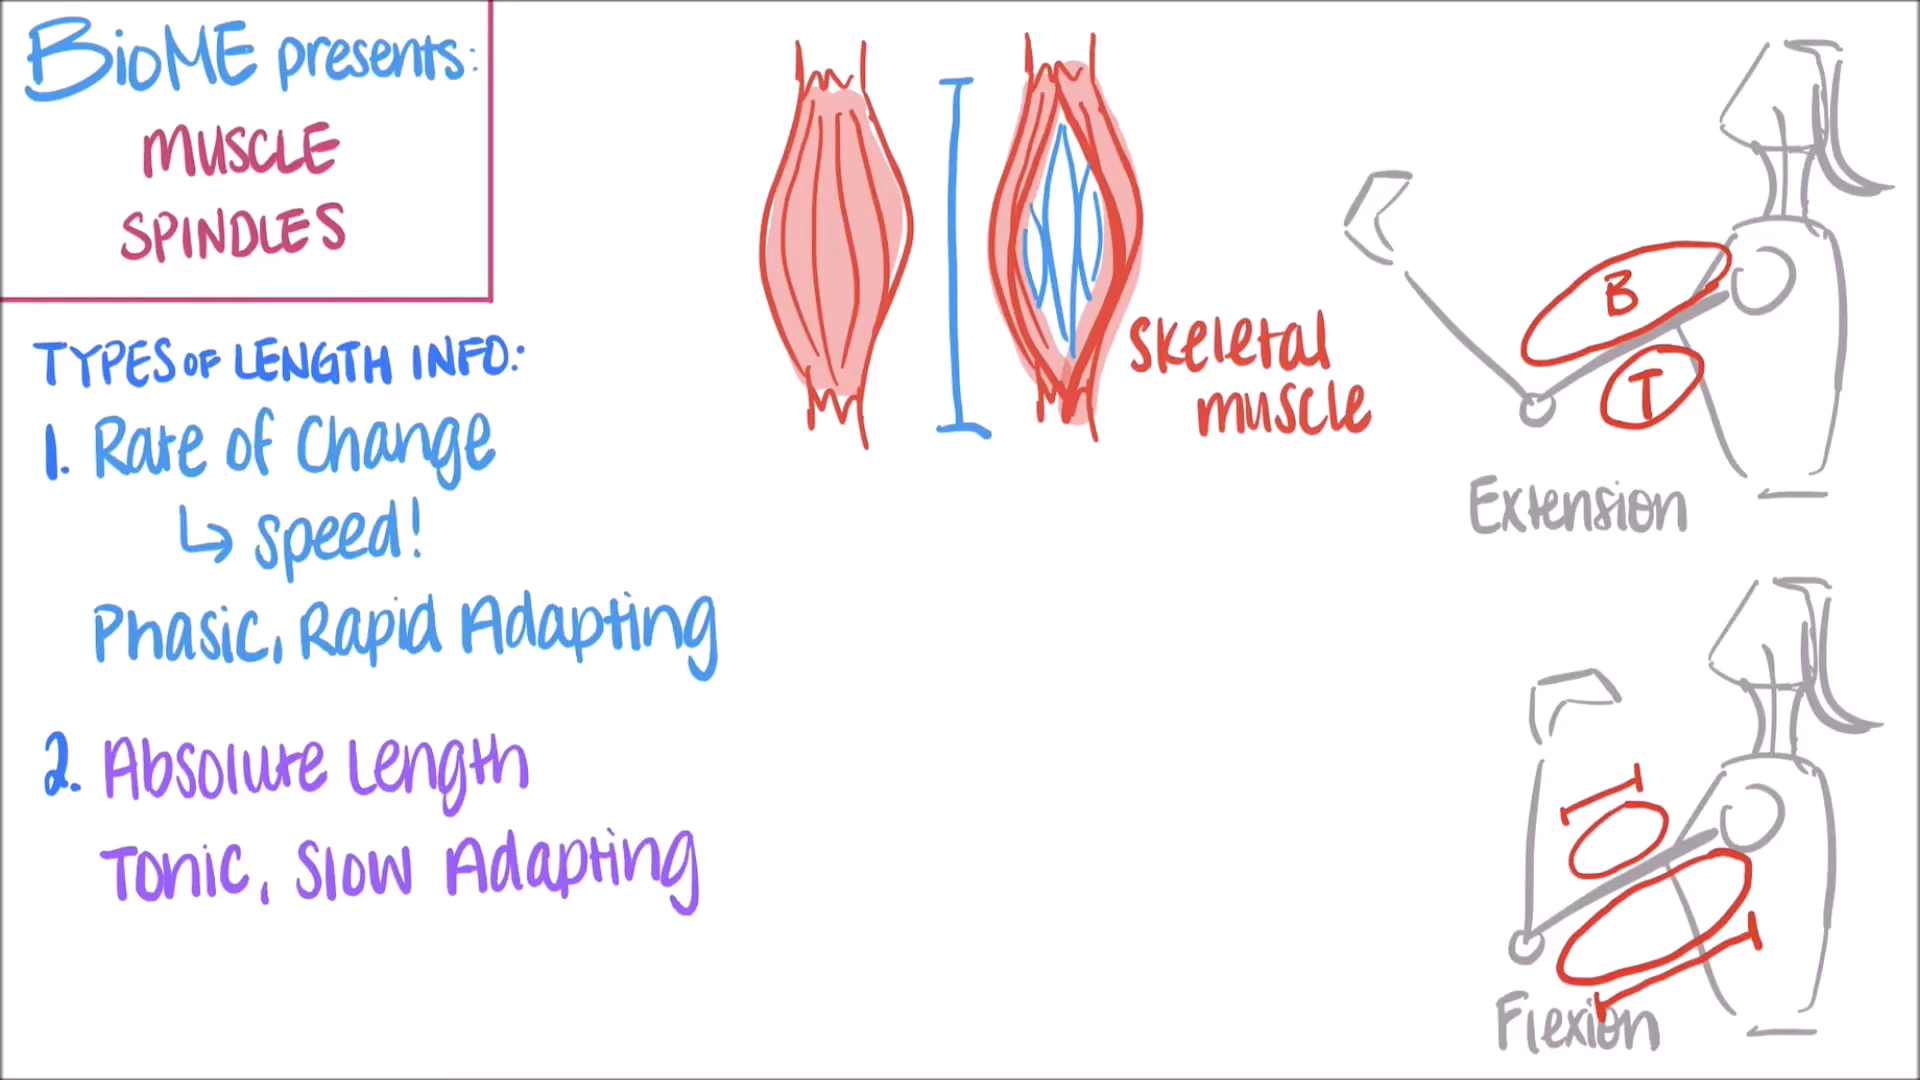 BioME presents:
MUSCLE
SPINDLES
TYPES OF LENGTH INFO:
1. Rate of Change
↳ speed!
Phasic, Rapid Adapting
2. Absolute Length
Tonic, Slow Adapting
Skeletal
muscle
B
T
Extension
Flexion